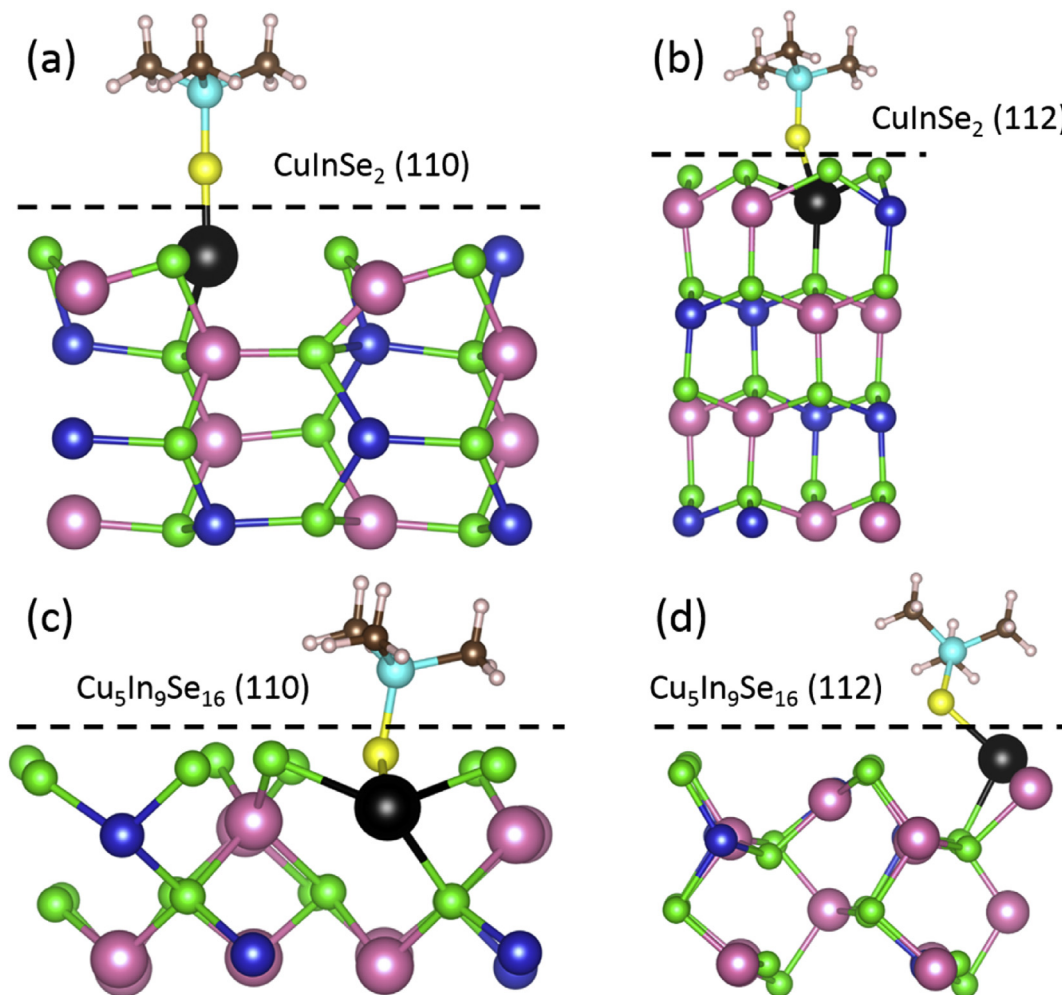 (a)
CuInSe₂ (110)
(b)
CuInSe₂ (112)
(c)
Cu₅In₉Se₁₆ (110)
(d)
Cu₅In₉Se₁₆ (112)